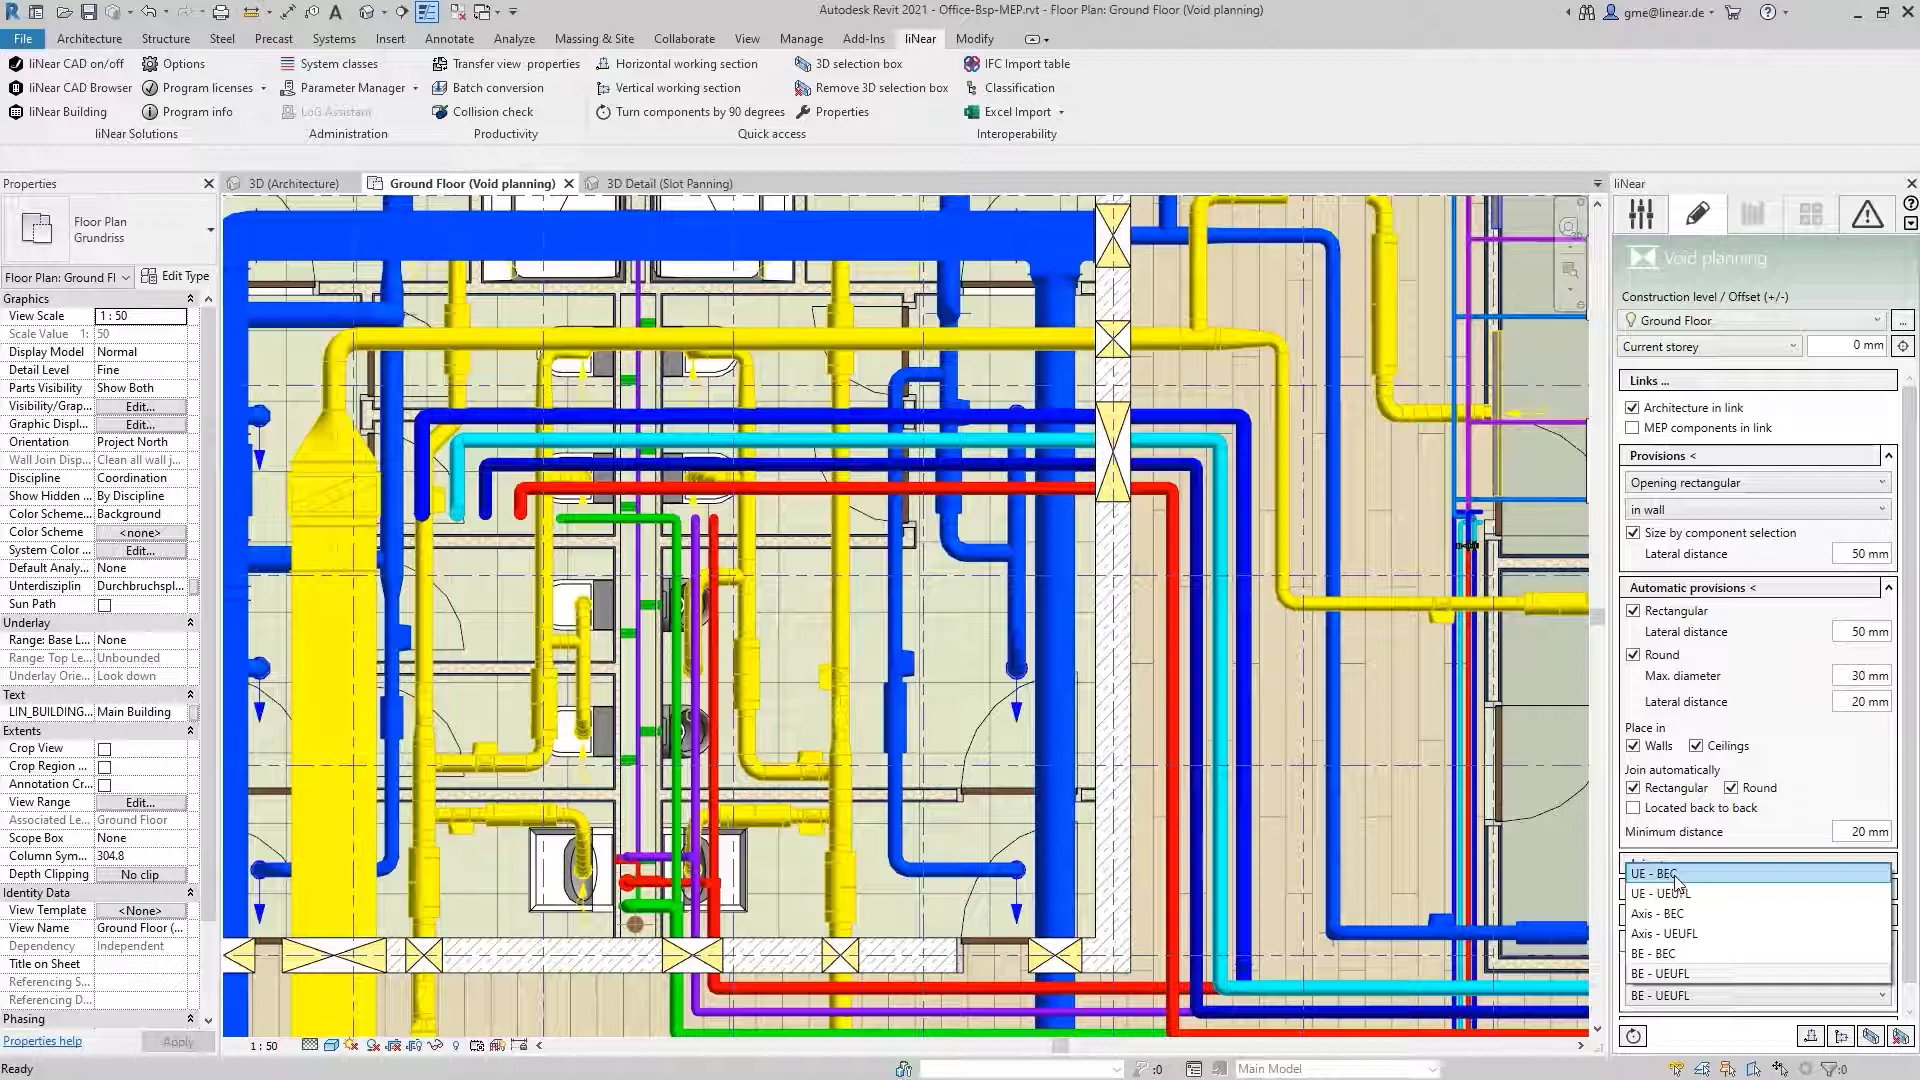 Autodesk Revit 2021 - Office-Bsp-MEP.rvt - Floor Plan: Ground Floor (Void planning)
gme@linear.de
File Architecture Structure Steel Precast Systems Insert Annotate Analyze Massing & Site Collaborate View Manage Add-Ins liNear Modify
liNear CAD on/off
Options
System classes
Transfer view properties
Horizontal working section
3D selection box
IFC Import table
liNear CAD Browser
Program licenses
Parameter Manager
Batch conversion
Vertical working section
Remove 3D selection box
Classification
liNear Building
Program info
LoG Assistant
Collision check
Turn components by 90 degrees
Properties
Excel Import
liNear Solutions
Administration
Productivity
Quick access
Interoperability
Properties
3D (Architecture)
Ground Floor (Void planning)
3D Detail (Slot Panning)
Floor Plan
Grundriss
Floor Plan: Ground Fl
Edit Type
Graphics
View Scale 1 : 50
Scale Value 1: 50
Display Model Normal
Detail Level Fine
Parts Visibility Show Both
Visibility/Grap... Edit...
Graphic Displ... Edit...
Orientation Project North
Wall Join Disp... Clean all wall j...
Discipline Coordination
Show Hidden ... By Discipline
Color Scheme... Background
Color Scheme <none>
System Color ... Edit...
Default Analy... None
Unterdisziplin Durchbruchspl...
Sun Path
Underlay
Range: Base L... None
Range: Top Le... Unbounded
Underlay Orie... Look down
Text
LIN_BUILDING... Main Building
Extents
Crop View
Crop Region ...
Annotation Cr...
View Range Edit...
Associated Le... Ground Floor
Scope Box None
Column Sym... 304.8
Depth Clipping No clip
Identity Data
View Template <None>
View Name Ground Floor (...
Dependency Independent
Title on Sheet
Referencing S...
Referencing D...
Phasing
Properties help
Apply
1 : 50
Ready
:0
Main Model
:0
liNear
Void planning
Construction level / Offset (+/-)
Ground Floor
...
Current storey
0 mm
Links ...
Architecture in link
MEP components in link
Provisions <
Opening rectangular
in wall
Size by component selection
Lateral distance 50 mm
Automatic provisions <
Rectangular
Lateral distance 50 mm
Round
Max. diameter 30 mm
Lateral distance 20 mm
Place in
Walls Ceilings
Join automatically
Rectangular Round
Located back to back
Minimum distance 20 mm
UE - BEC
UE - UEUFL
Axis - BEC
Axis - UEUFL
BE - BEC
BE - UEUFL
BE - UEUFL